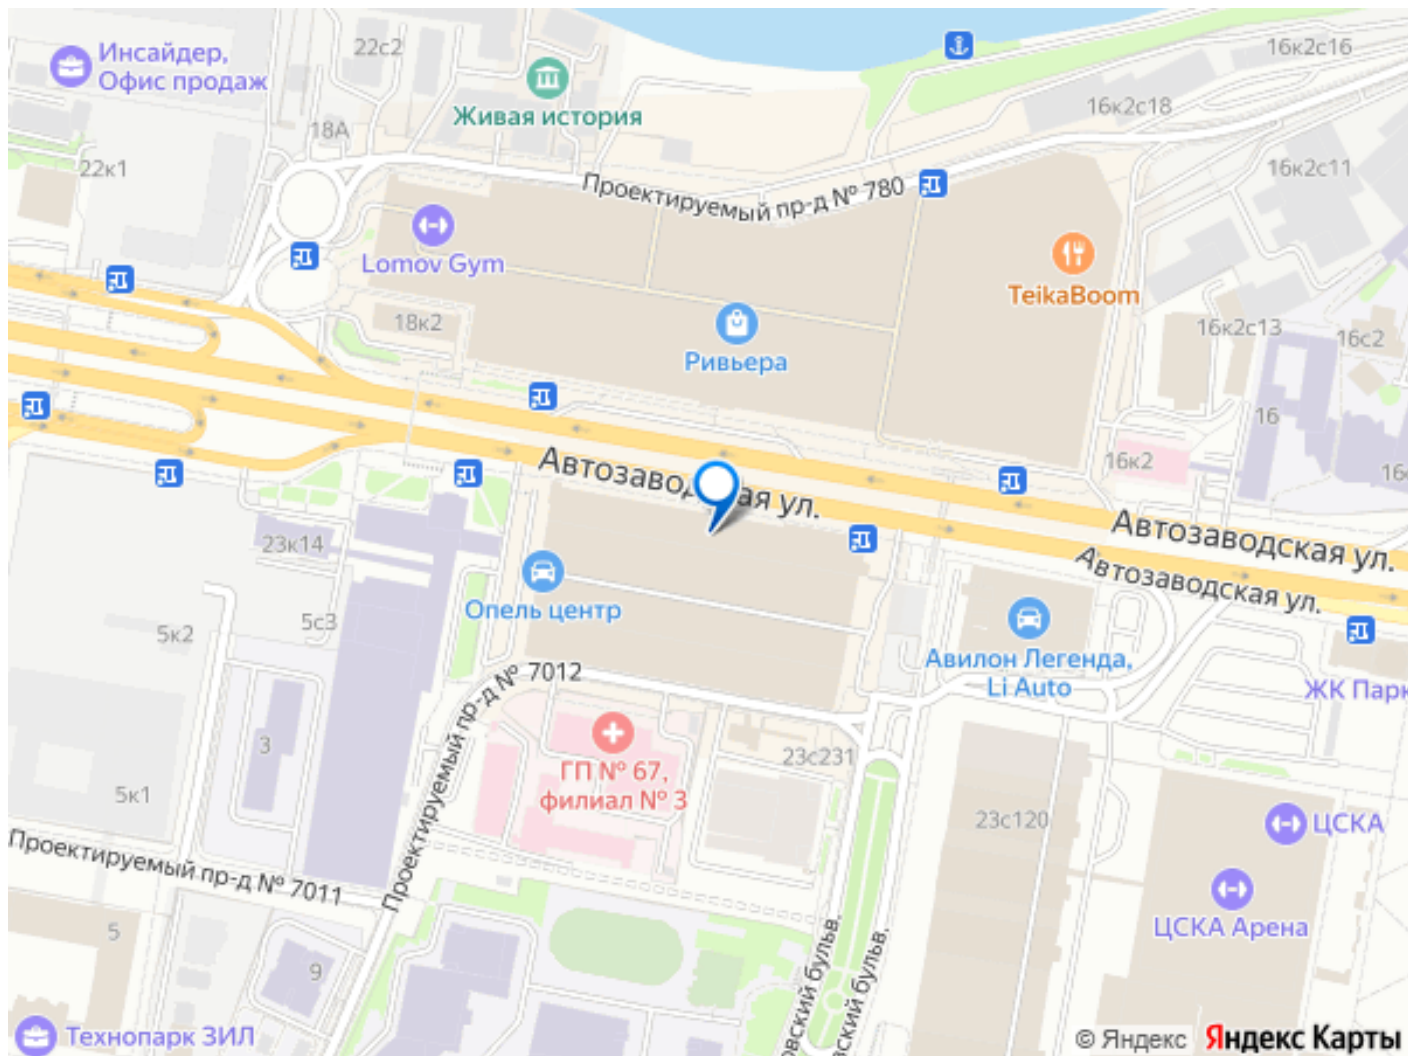 Инсайдер,
Офис продаж
22с2
16к2с16
Живая история
16к2с18
18А
22к1
16к2с11
Проектируемый пр-д № 780
Lomov Gym
TeikaBoom
18к2
16к2с13
16с2
Ривьера
16
16к2
Автозаводская ул.
Автозаводская ул.
Автозаводская ул.
23к14
Опель центр
5с3
5к2
Авилон Легенда,
Li Auto
Проектируемый пр-д № 7012
ЖК Парк
3
23с231
ГП № 67,
филиал № 3
5к1
23с120
ЦСКА
Проектируемый пр-д № 7011
ЦСКА Арена
5
9
Технопарк ЗИЛ
© Яндекс Яндекс Карты